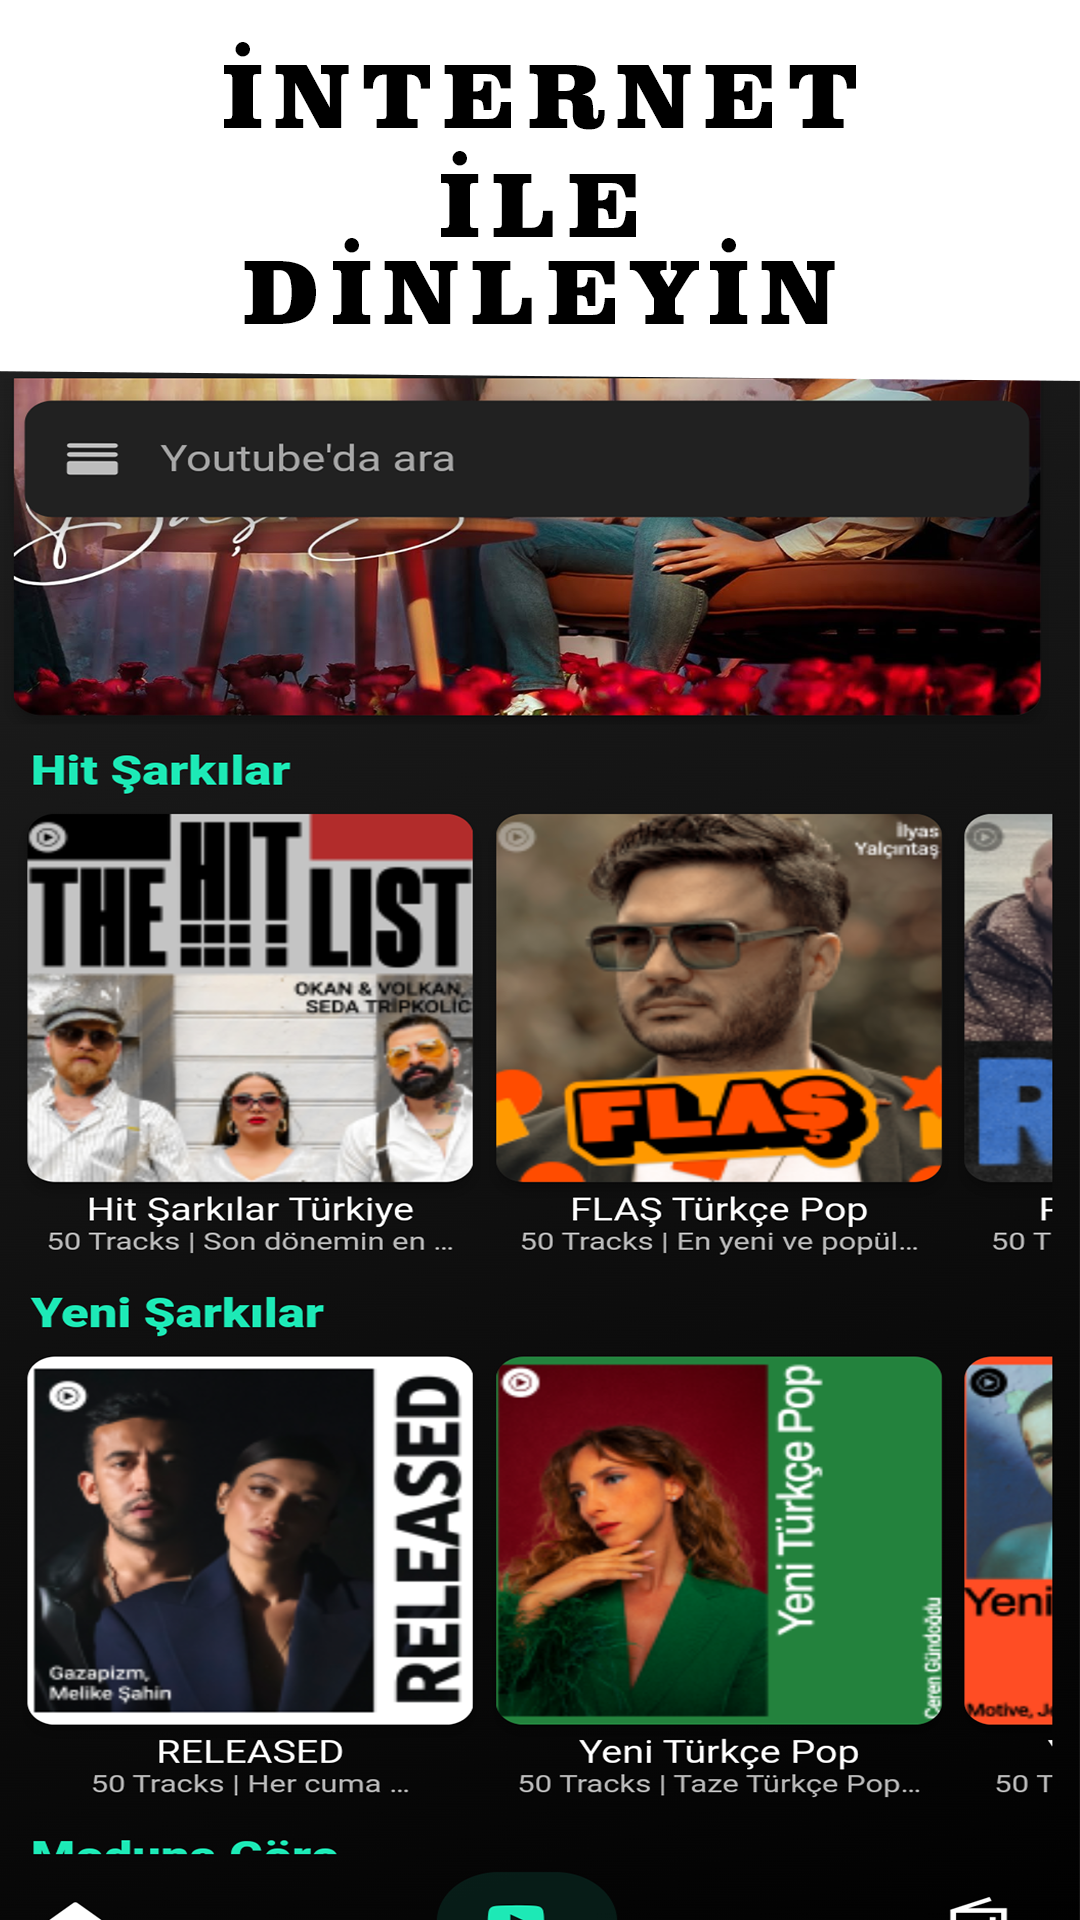 İNTERNET
İLE
DİNLEYİN
Youtube'da ara
Hit Şarkılar
THE HIT LIST
OKAN & VOLKAN,
SEDA TRİPKOLİC
İlyas
Yalçıntaş
FLAŞ
R
Hit Şarkılar Türkiye
50 Tracks | Son dönemin en ...
FLAŞ Türkçe Pop
50 Tracks | En yeni ve popül...
50 T
Yeni Şarkılar
RELEASED
Gazapizm,
Melike Şahin
Yeni Türkçe Pop
Ceren Gündoğdu
Yeni
Motive, J
RELEASED
50 Tracks | Her cuma ...
Yeni Türkçe Pop
50 Tracks | Taze Türkçe Pop...
50 T